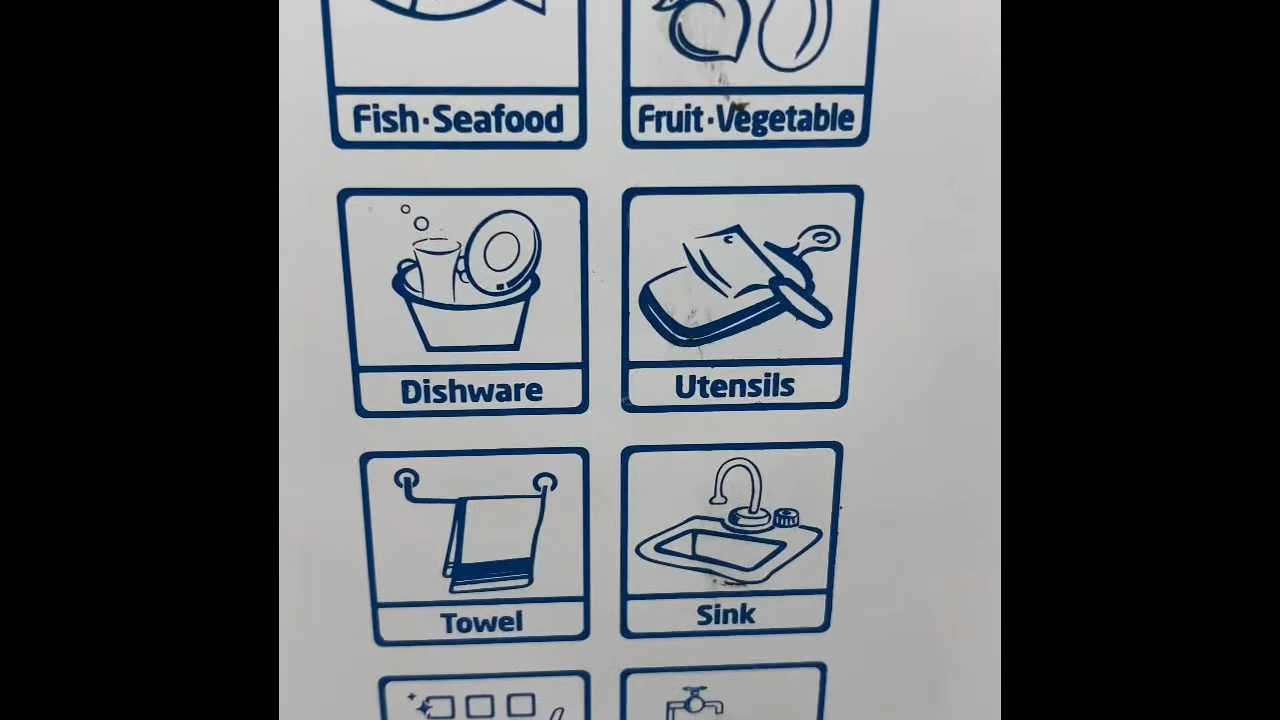 Fish·Seafood
Fruit·Vegetable
Dishware
Utensils
Towel
Sink